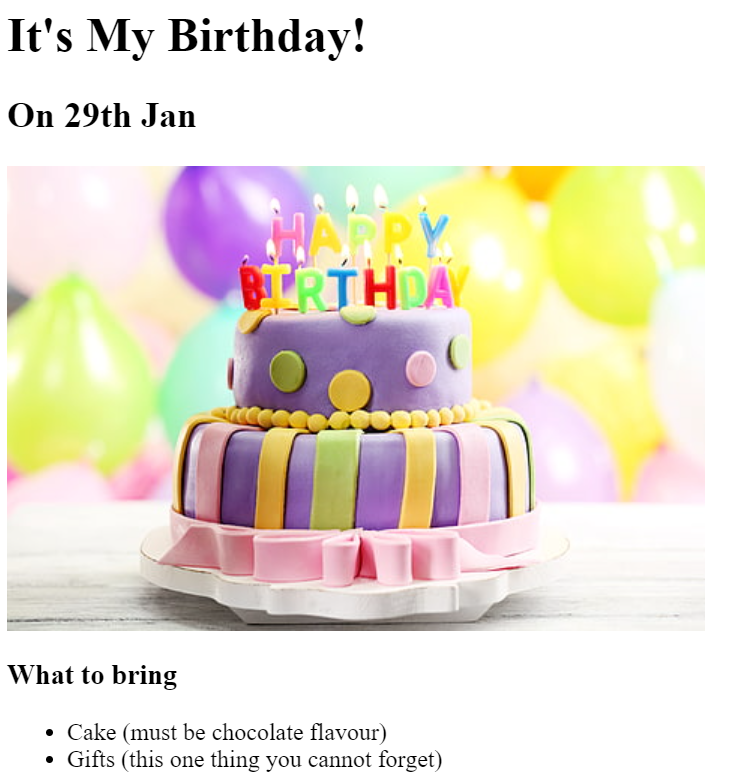 It's My Birthday!
On 29th Jan
HAPPY
BIRTHDAY
What to bring
Cake (must be chocolate flavour)
Gifts (this one thing you cannot forget)